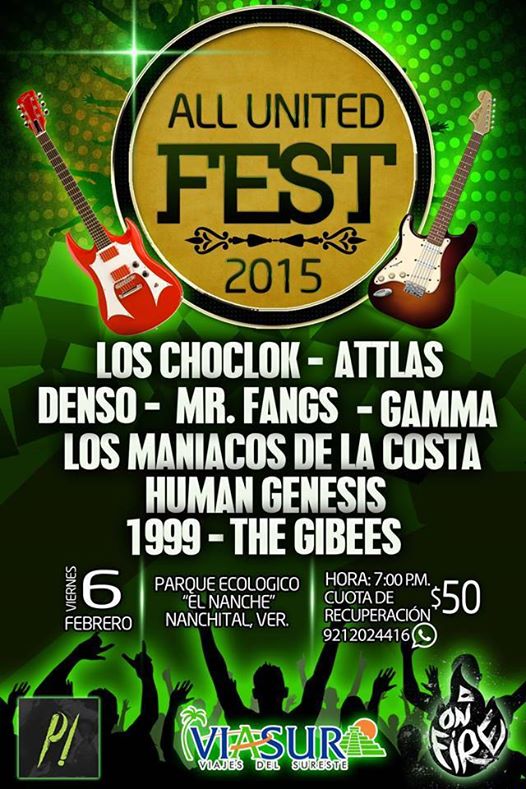 ALL UNITED
FEST
2015
LOS CHOCLOK - ATTLAS
DENSO - MR. FANGS - GAMMA
LOS MANIACOS DE LA COSTA
HUMAN GENESIS
1999 - THE GIBEES
VIERNES
6
FEBRERO
PARQUE ECOLOGICO
"EL NANCHE"
NANCHITAL, VER.
HORA: 7:00 P.M.
CUOTA DE
RECUPERACIÓN
$50
9212024416
P!
VIASUR
VIAJES DEL SURESTE
ON
FIRE